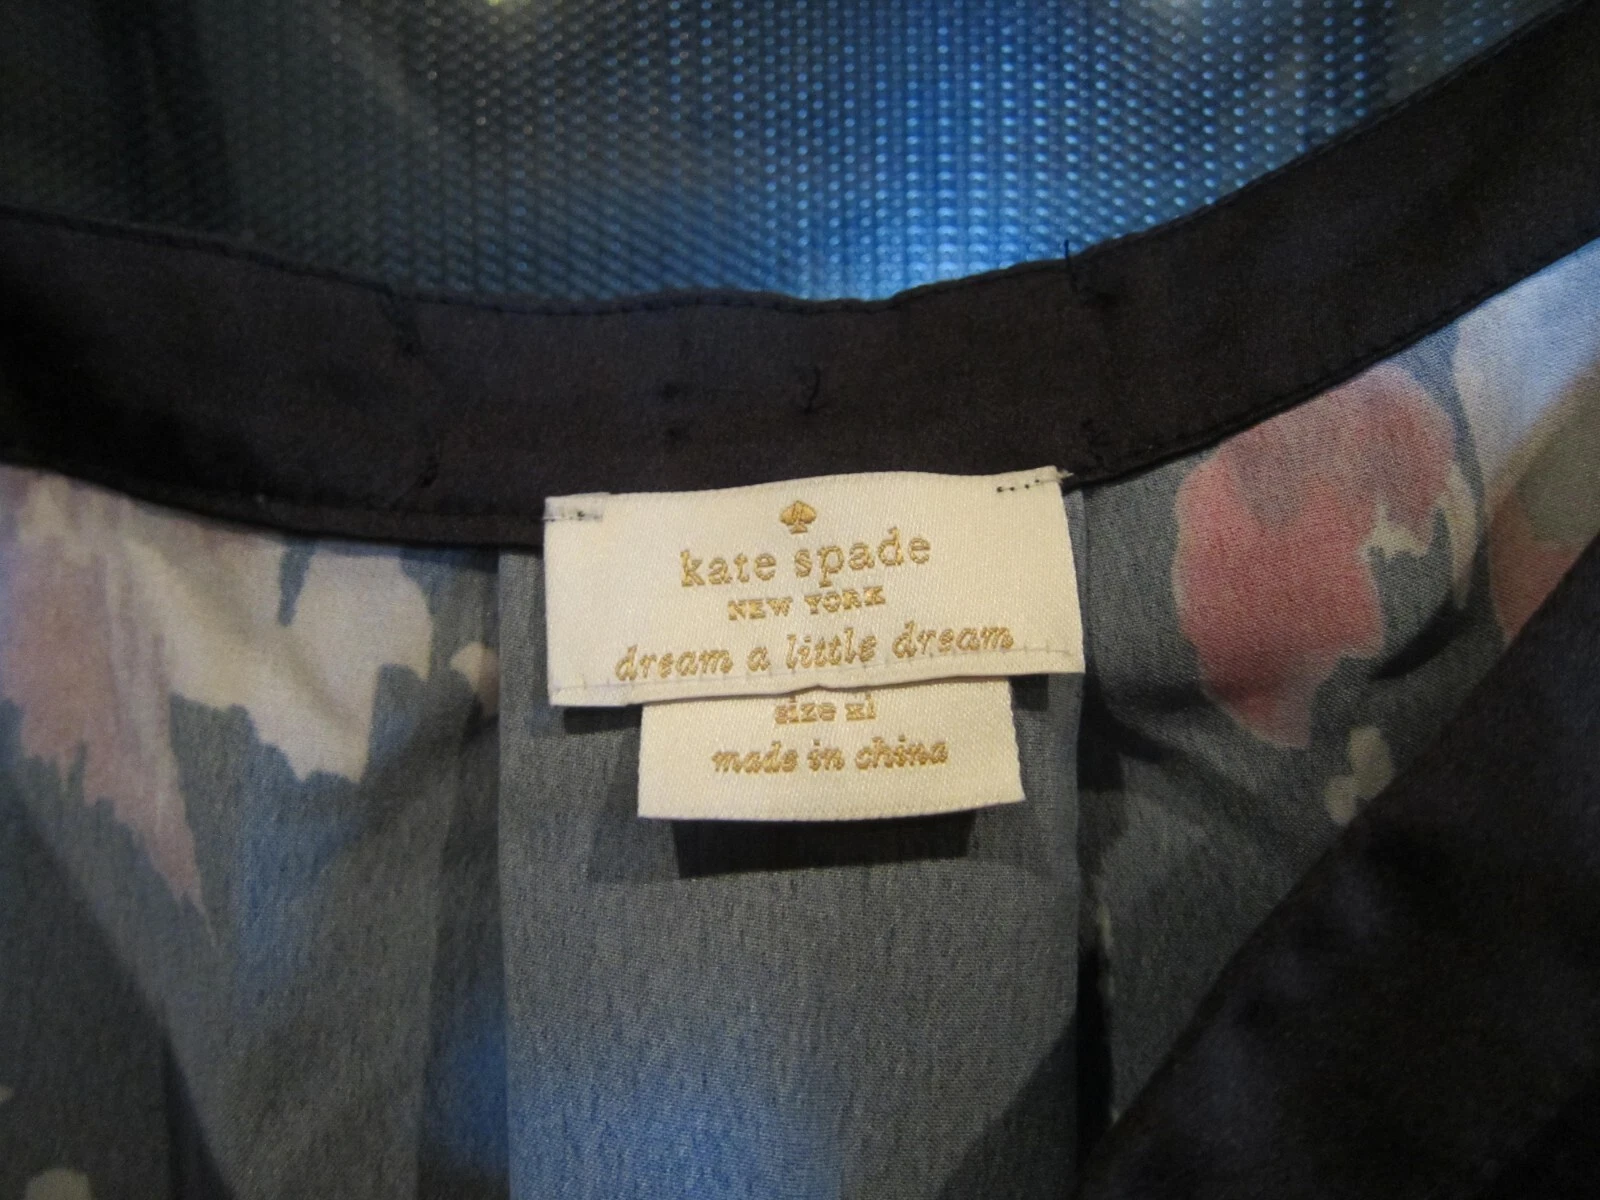 kate spade
NEW YORK
dream a little dream
size xl
made in china